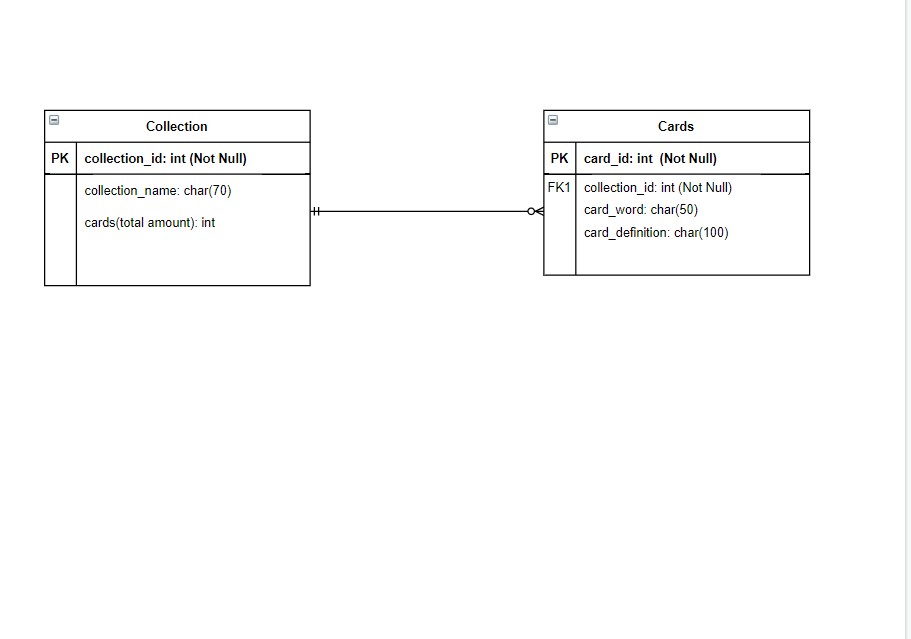 Collection
PK collection_id: int (Not Null)
collection_name: char(70)
cards(total amount): int
Cards
PK card_id: int  (Not Null)
FK1 collection_id: int (Not Null)
card_word: char(50)
card_definition: char(100)